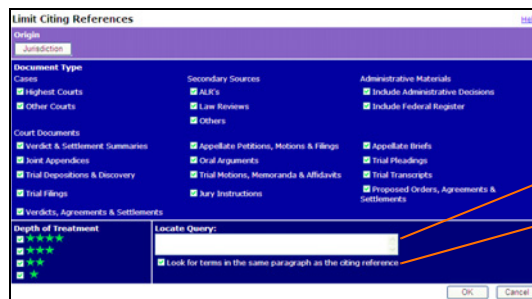 Limit Citing References Help
Origin
Jurisdiction
Document Type
Cases Secondary Sources Administrative Materials
Highest Courts ALR's Include Administrative Decisions
Other Courts Law Reviews Include Federal Register
Others
Court Documents
Verdict & Settlement Summaries Appellate Petitions, Motions & Filings Appellate Briefs
Joint Appendices Oral Arguments Trial Pleadings
Trial Depositions & Discovery Trial Motions, Memoranda & Affidavits Trial Transcripts
Trial Filings Jury Instructions Proposed Orders, Agreements &
Settlements
Verdicts, Agreements & Settlements
Depth of Treatment Locate Query:
Look for terms in the same paragraph as the citing reference
OK Cancel